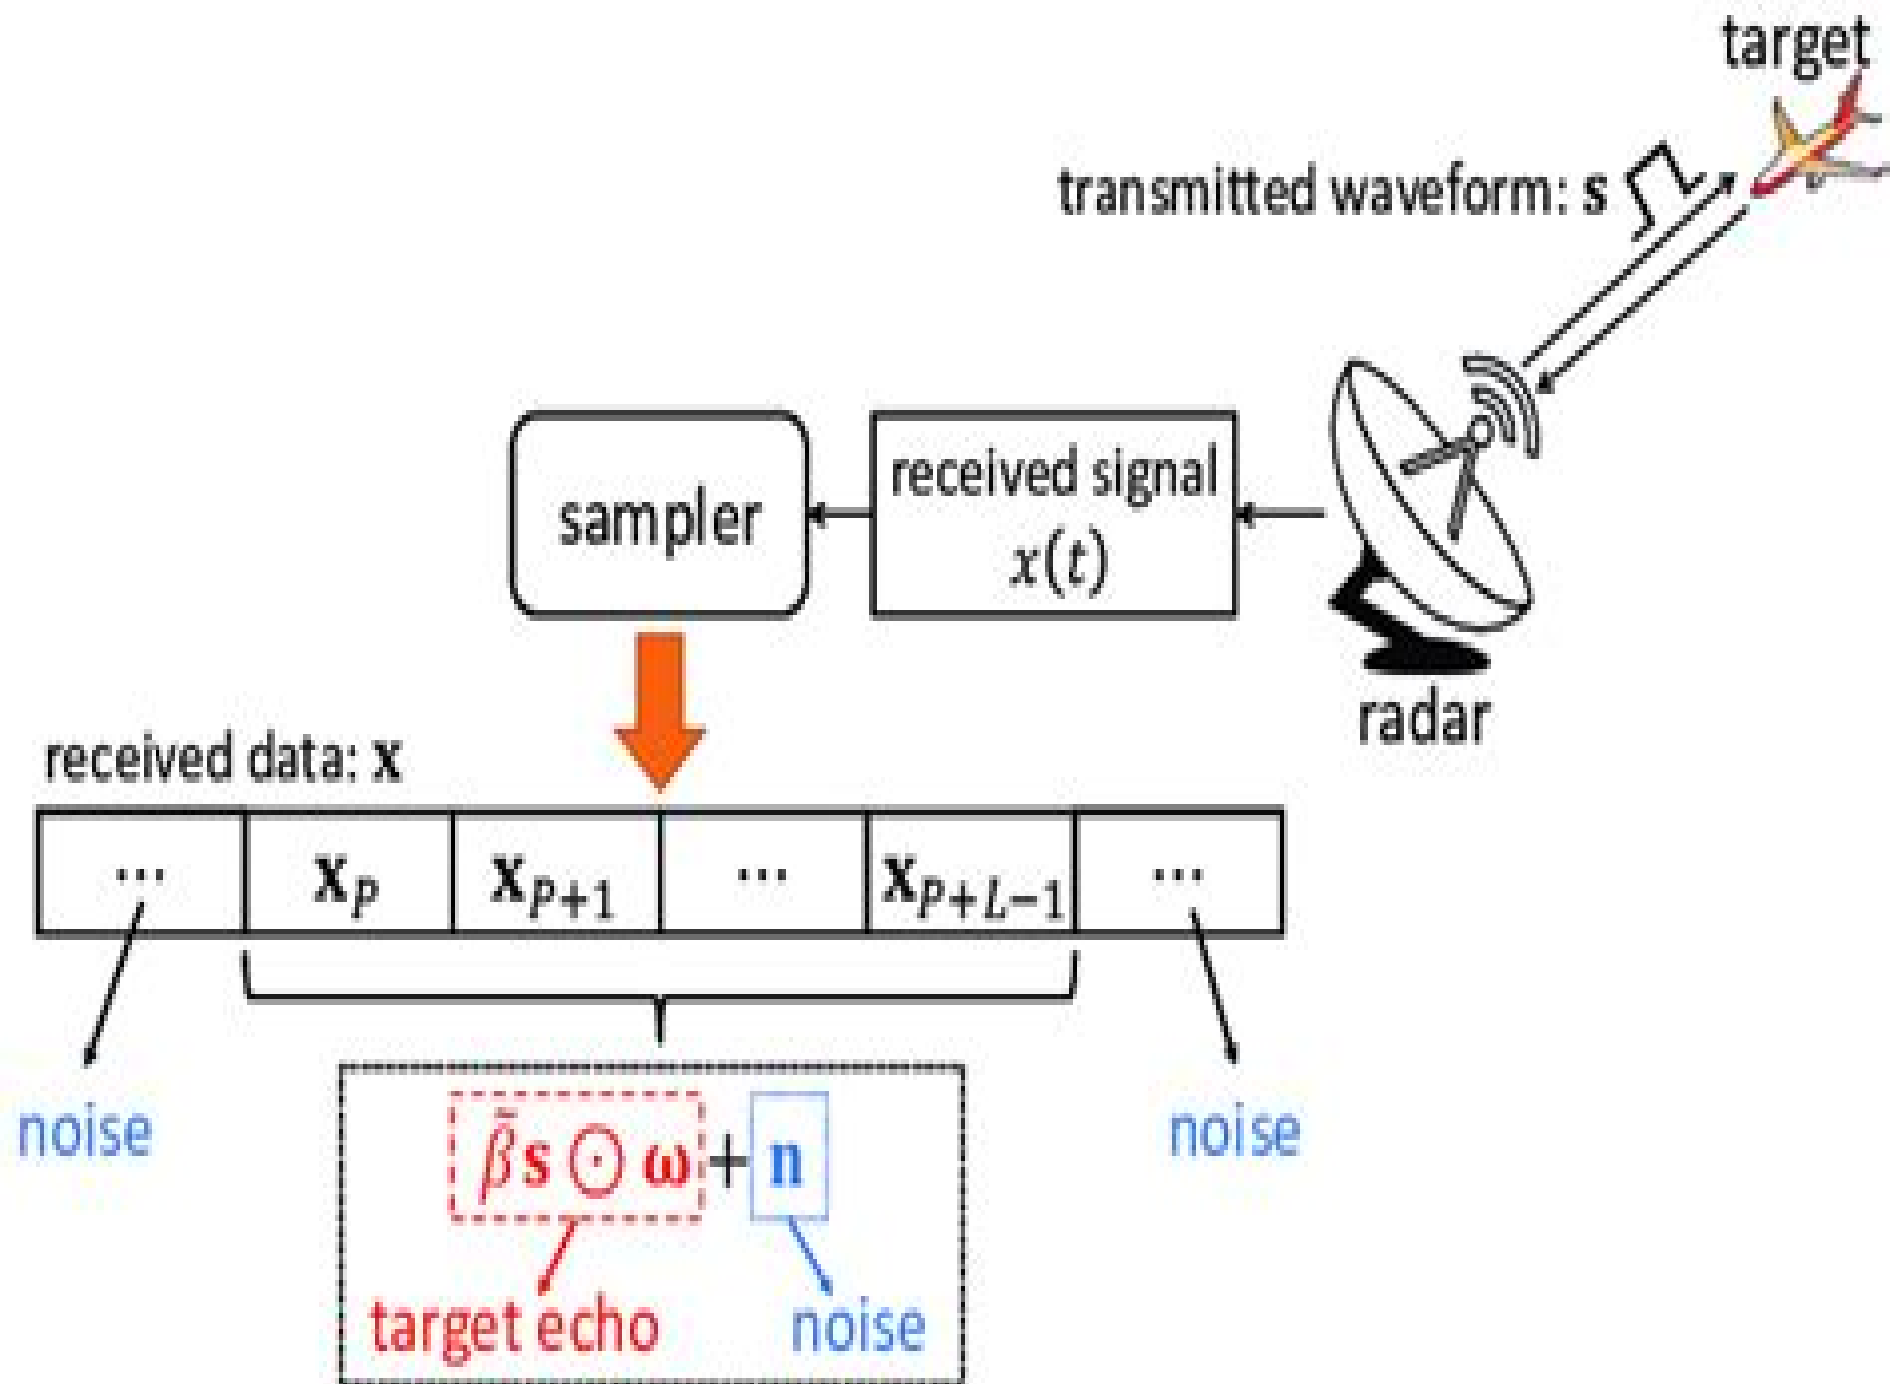 target
transmitted waveform: s
received signal
x(t)
sampler
radar
received data: x
... x_P x_{P+1} ... x_{P+L−1} ...
noise
noise
β̃s ⊙ ω + n
target echo
noise